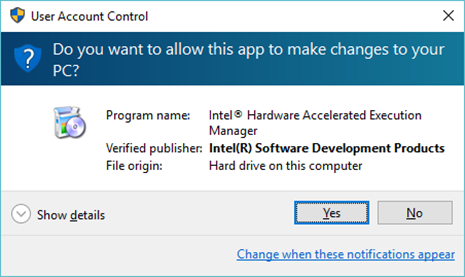 User Account Control
Do you want to allow this app to make changes to your
PC?
Program name: Intel® Hardware Accelerated Execution
Manager
Verified publisher: Intel(R) Software Development Products
File origin: Hard drive on this computer
Show details
Yes
No
Change when these notifications appear